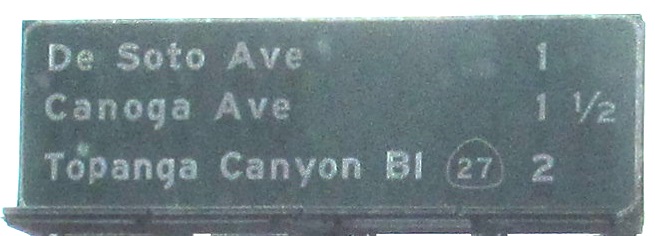 De Soto Ave 1
Canoga Ave 1 ½
Topanga Canyon Bl 27 2